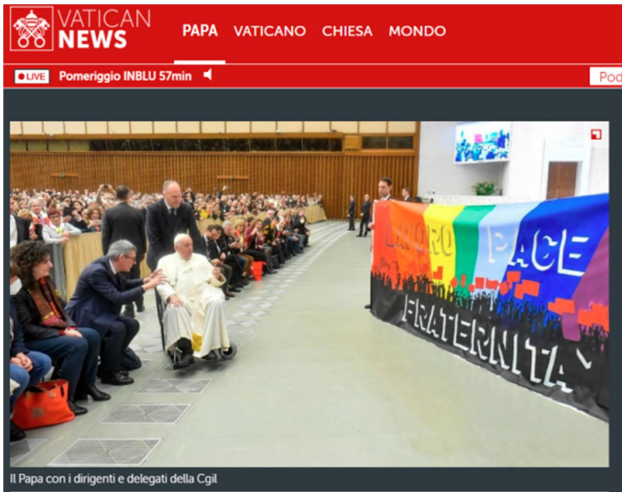 VATICAN
NEWS
PAPA VATICANO CHIESA MONDO
LIVE Pomeriggio INBLU 57min Pod
LAVORO PACE
FRATERNITÀ
Il Papa con i dirigenti e delegati della Cgil